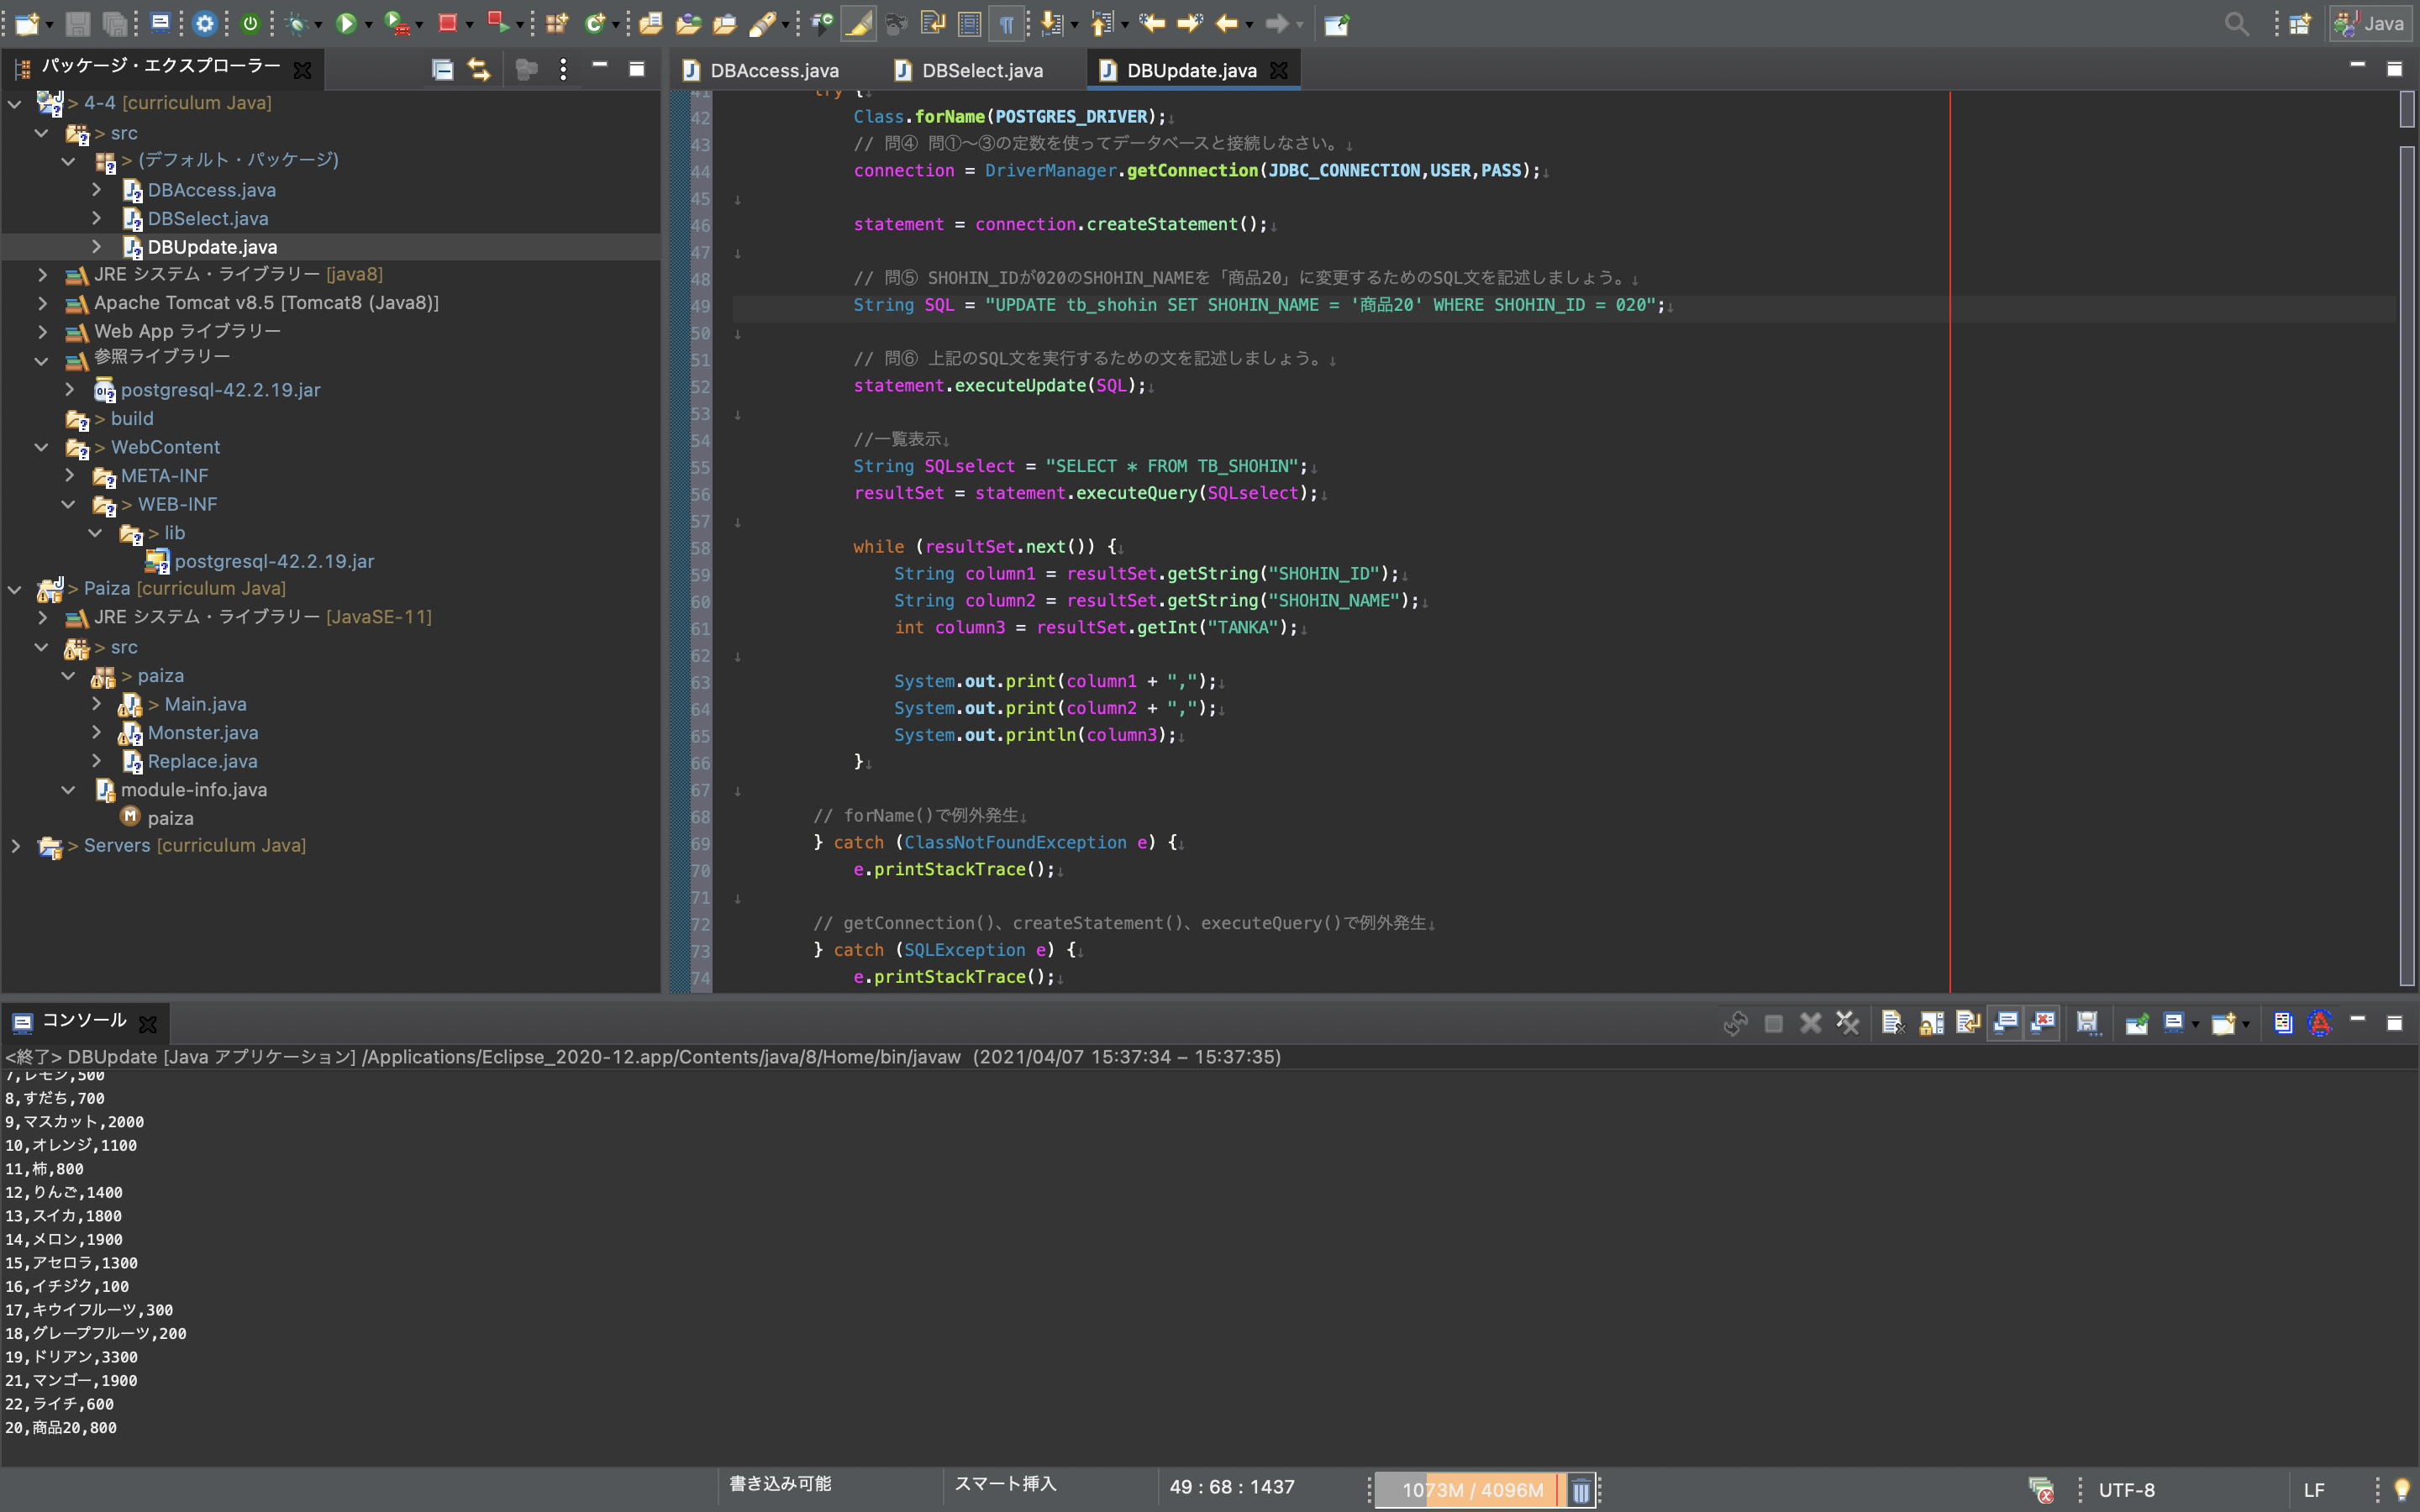 Java
パッケージ・エクスプローラー
> 4-4 [curriculum Java]
> src
> (デフォルト・パッケージ)
DBAccess.java
DBSelect.java
DBUpdate.java
JRE システム・ライブラリー [java8]
Apache Tomcat v8.5 [Tomcat8 (Java8)]
Web App ライブラリー
参照ライブラリー
postgresql-42.2.19.jar
> build
> WebContent
META-INF
> WEB-INF
> lib
postgresql-42.2.19.jar
> Paiza [curriculum Java]
JRE システム・ライブラリー [JavaSE-11]
> src
> paiza
> Main.java
Monster.java
Replace.java
module-info.java
paiza
> Servers [curriculum Java]
DBAccess.java
DBSelect.java
DBUpdate.java
41 try {↓
42 Class.forName(POSTGRES_DRIVER);↓
43 // 問④ 問①〜③の定数を使ってデータベースと接続しなさい。↓
44 connection = DriverManager.getConnection(JDBC_CONNECTION,USER,PASS);↓
45 ↓
46 statement = connection.createStatement();↓
47 ↓
48 // 問⑤ SHOHIN_IDが020のSHOHIN_NAMEを「商品20」に変更するためのSQL文を記述しましょう。↓
49 String SQL = "UPDATE tb_shohin SET SHOHIN_NAME = '商品20' WHERE SHOHIN_ID = 020";↓
50 ↓
51 // 問⑥ 上記のSQL文を実行するための文を記述しましょう。↓
52 statement.executeUpdate(SQL);↓
53 ↓
54 //一覧表示↓
55 String SQLselect = "SELECT * FROM TB_SHOHIN";↓
56 resultSet = statement.executeQuery(SQLselect);↓
57 ↓
58 while (resultSet.next()) {↓
59 String column1 = resultSet.getString("SHOHIN_ID");↓
60 String column2 = resultSet.getString("SHOHIN_NAME");↓
61 int column3 = resultSet.getInt("TANKA");↓
62 ↓
63 System.out.print(column1 + ",");↓
64 System.out.print(column2 + ",");↓
65 System.out.println(column3);↓
66 }↓
67 ↓
68 // forName()で例外発生↓
69 } catch (ClassNotFoundException e) {↓
70 e.printStackTrace();↓
71 ↓
72 // getConnection()、createStatement()、executeQuery()で例外発生↓
73 } catch (SQLException e) {↓
74 e.printStackTrace();↓
コンソール
<終了> DBUpdate [Java アプリケーション] /Applications/Eclipse_2020-12.app/Contents/java/8/Home/bin/javaw (2021/04/07 15:37:34 – 15:37:35)
7,レモン,500
8,すだち,700
9,マスカット,2000
10,オレンジ,1100
11,柿,800
12,りんご,1400
13,スイカ,1800
14,メロン,1900
15,アセロラ,1300
16,イチジク,100
17,キウイフルーツ,300
18,グレープフルーツ,200
19,ドリアン,3300
21,マンゴー,1900
22,ライチ,600
20,商品20,800
書き込み可能
スマート挿入
49 : 68 : 1437
1073M / 4096M
UTF-8
LF